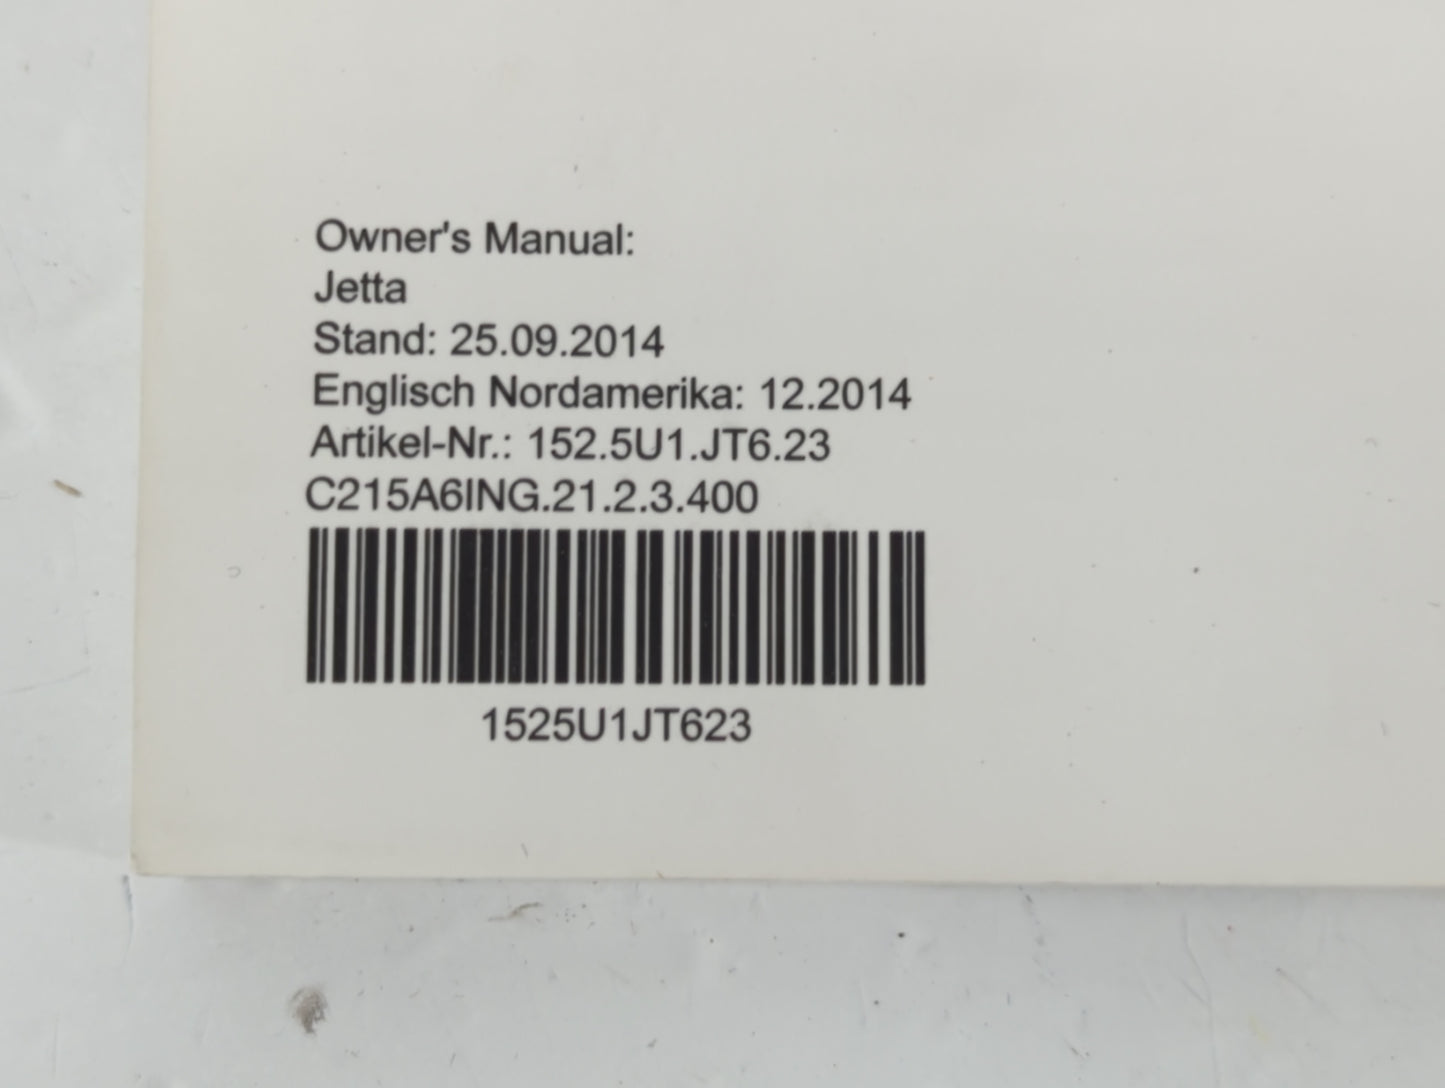 Owner's Manual:
Jetta
Stand: 25.09.2014
Englisch Nordamerika: 12.2014
Artikel-Nr.: 152.5U1.JT6.23
C215A6ING.21.2.3.400
1525U1JT623